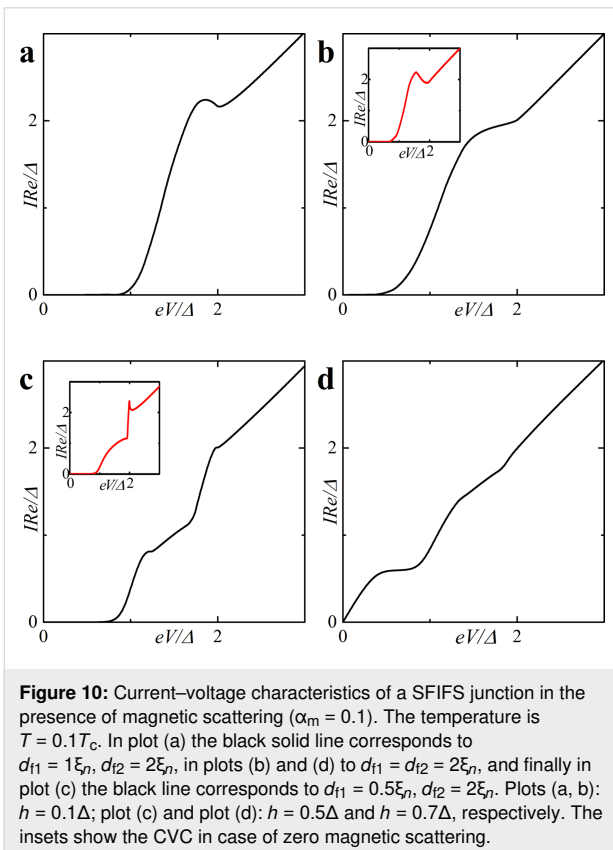 a
IRe/Δ
2
0
0
2
eV/Δ
b
IRe/Δ
2
0
0
2
eV/Δ
IRe/Δ
2
0
0
eV/Δ 2
c
IRe/Δ
2
0
0
2
eV/Δ
IRe/Δ
2
0
0
eV/Δ 2
d
IRe/Δ
2
0
0
2
eV/Δ
Figure 10: Current–voltage characteristics of a SFIFS junction in the
presence of magnetic scattering (αm = 0.1). The temperature is
T = 0.1Tc. In plot (a) the black solid line corresponds to
df1 = 1ξn, df2 = 2ξn, in plots (b) and (d) to df1 = df2 = 2ξn, and finally in
plot (c) the black line corresponds to df1 = 0.5ξn, df2 = 2ξn. Plots (a, b):
h = 0.1Δ; plot (c) and plot (d): h = 0.5Δ and h = 0.7Δ, respectively. The
insets show the CVC in case of zero magnetic scattering.